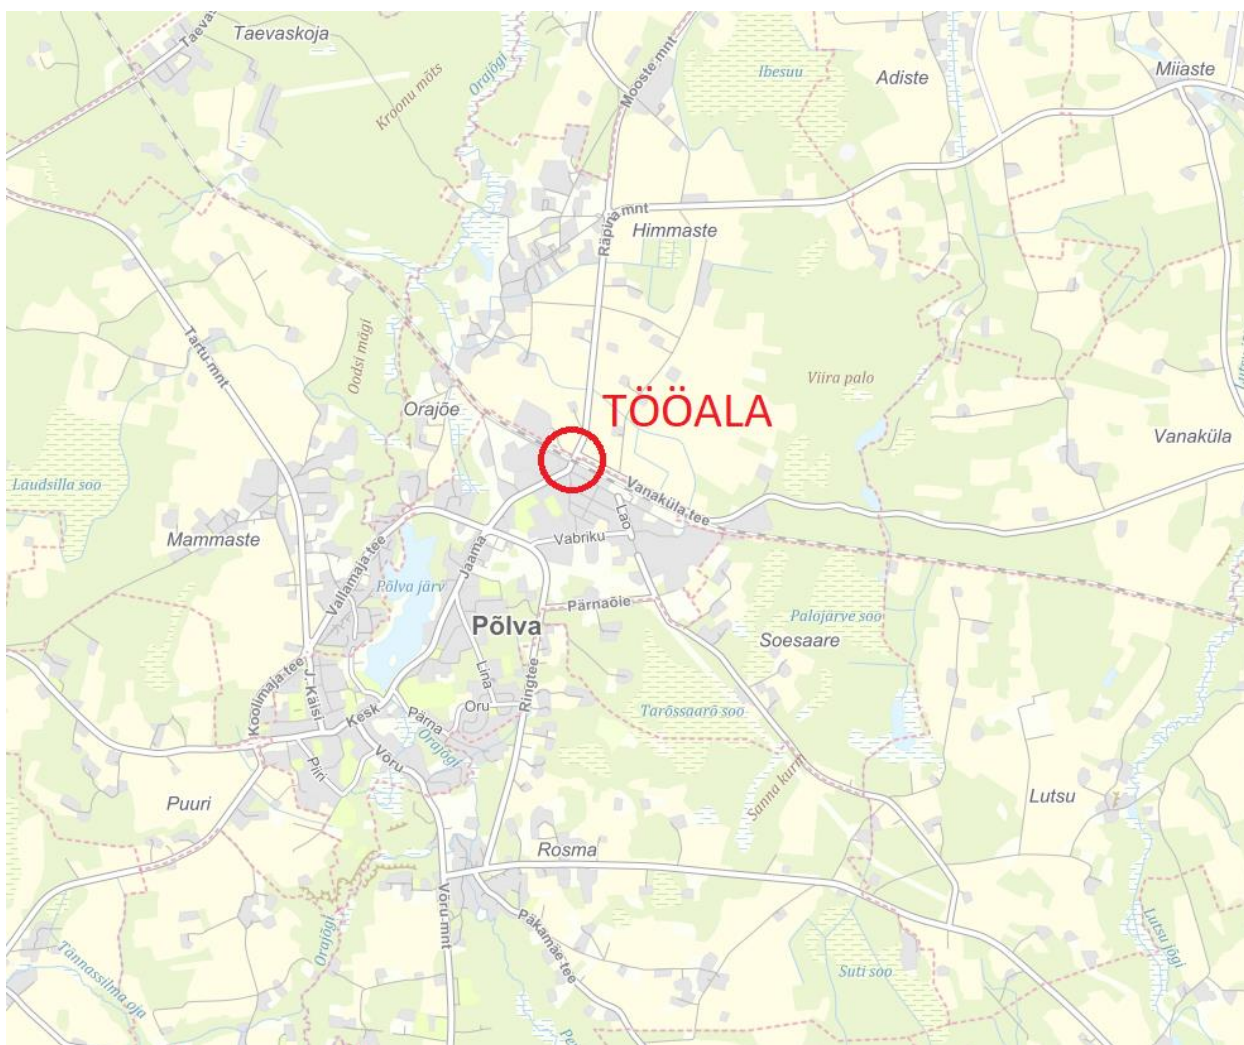 Taevaskoja
Taevas
Kroonu mõts
Orajõgi
Mooste mnt
Ibesuu
Adiste
Miiaste
Räpina mnt
Himmaste
Tartu mnt
Oodsi mägi
Orajõe
TÖÖALA
Viira palo
Vanaküla
Laudsilla soo
Vanaküla tee
Lao
Mammaste
Vabriku
Jaama
Vallamaja tee
Põlva järv
Pärnaõie
Põlva
Palojärve soo
Soesaare
Koolimaja tee
J. Käisi
Lina
Ringtee
Oru
Tarõssaarõ soo
Kesk
Pärna
Orajõgi
Võru
Piiri
Sanna kurm
Puuri
Lutsu
Rosma
Võru mnt
Päkamäe tee
Orajõgi
Tännassilma oja
Suti soo
Lutsu jõgi